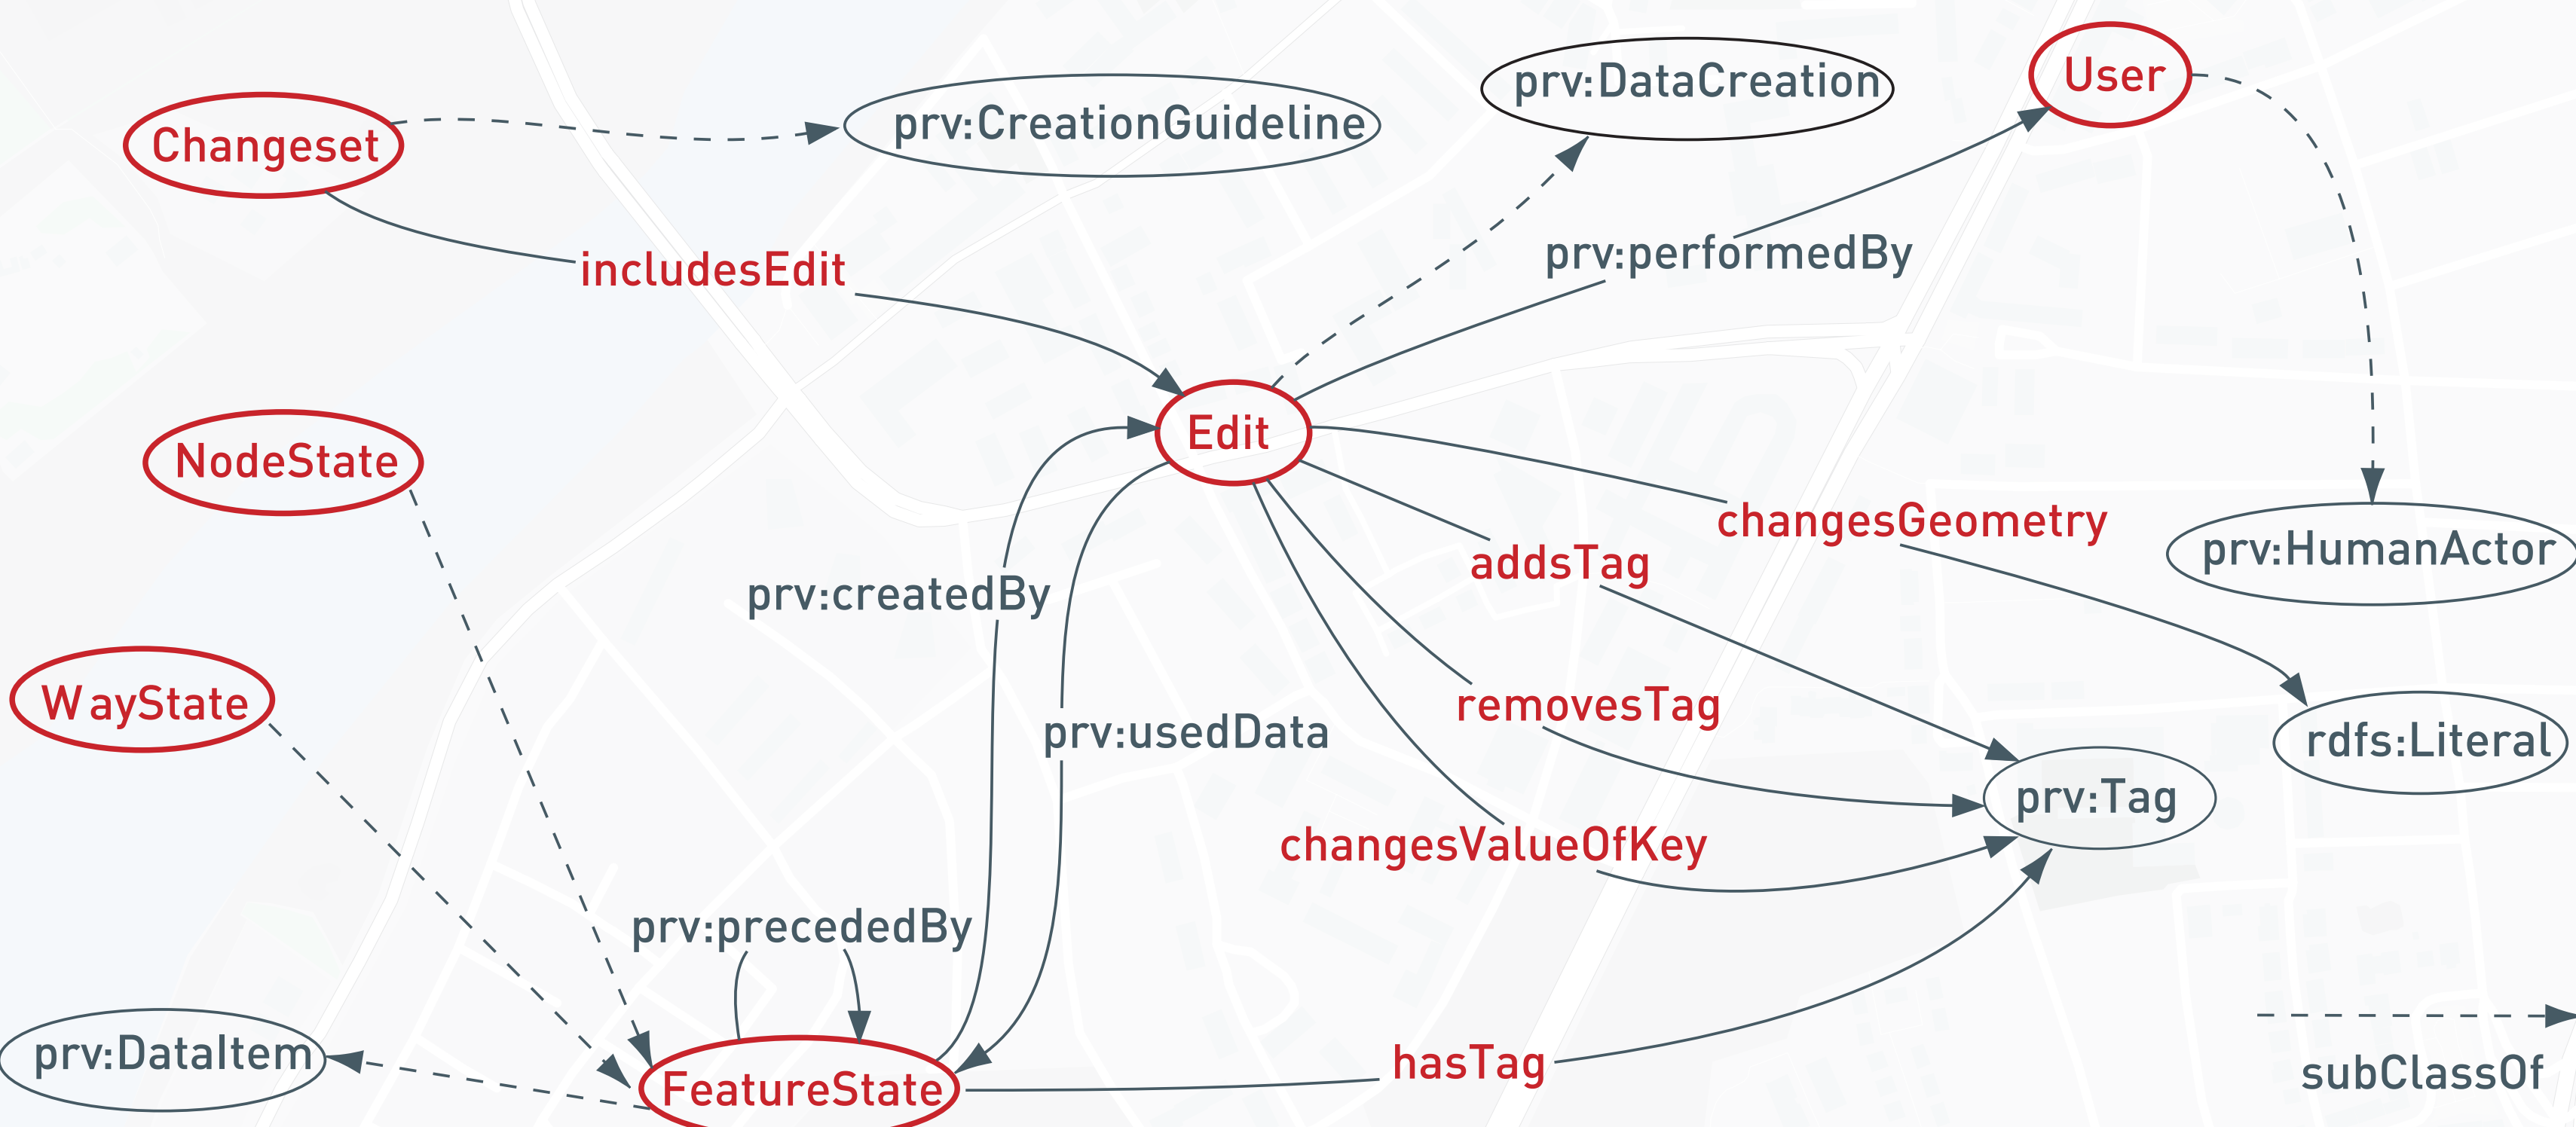 User
prv:DataCreation
prv:CreationGuideline
Changeset
prv:performedBy
includesEdit
Edit
NodeState
changesGeometry
prv:HumanActor
addsTag
prv:createdBy
WayState
removesTag
prv:usedData
rdfs:Literal
prv:Tag
changesValueOfKey
prv:precededBy
prv:DataItem
hasTag
subClassOf
FeatureState